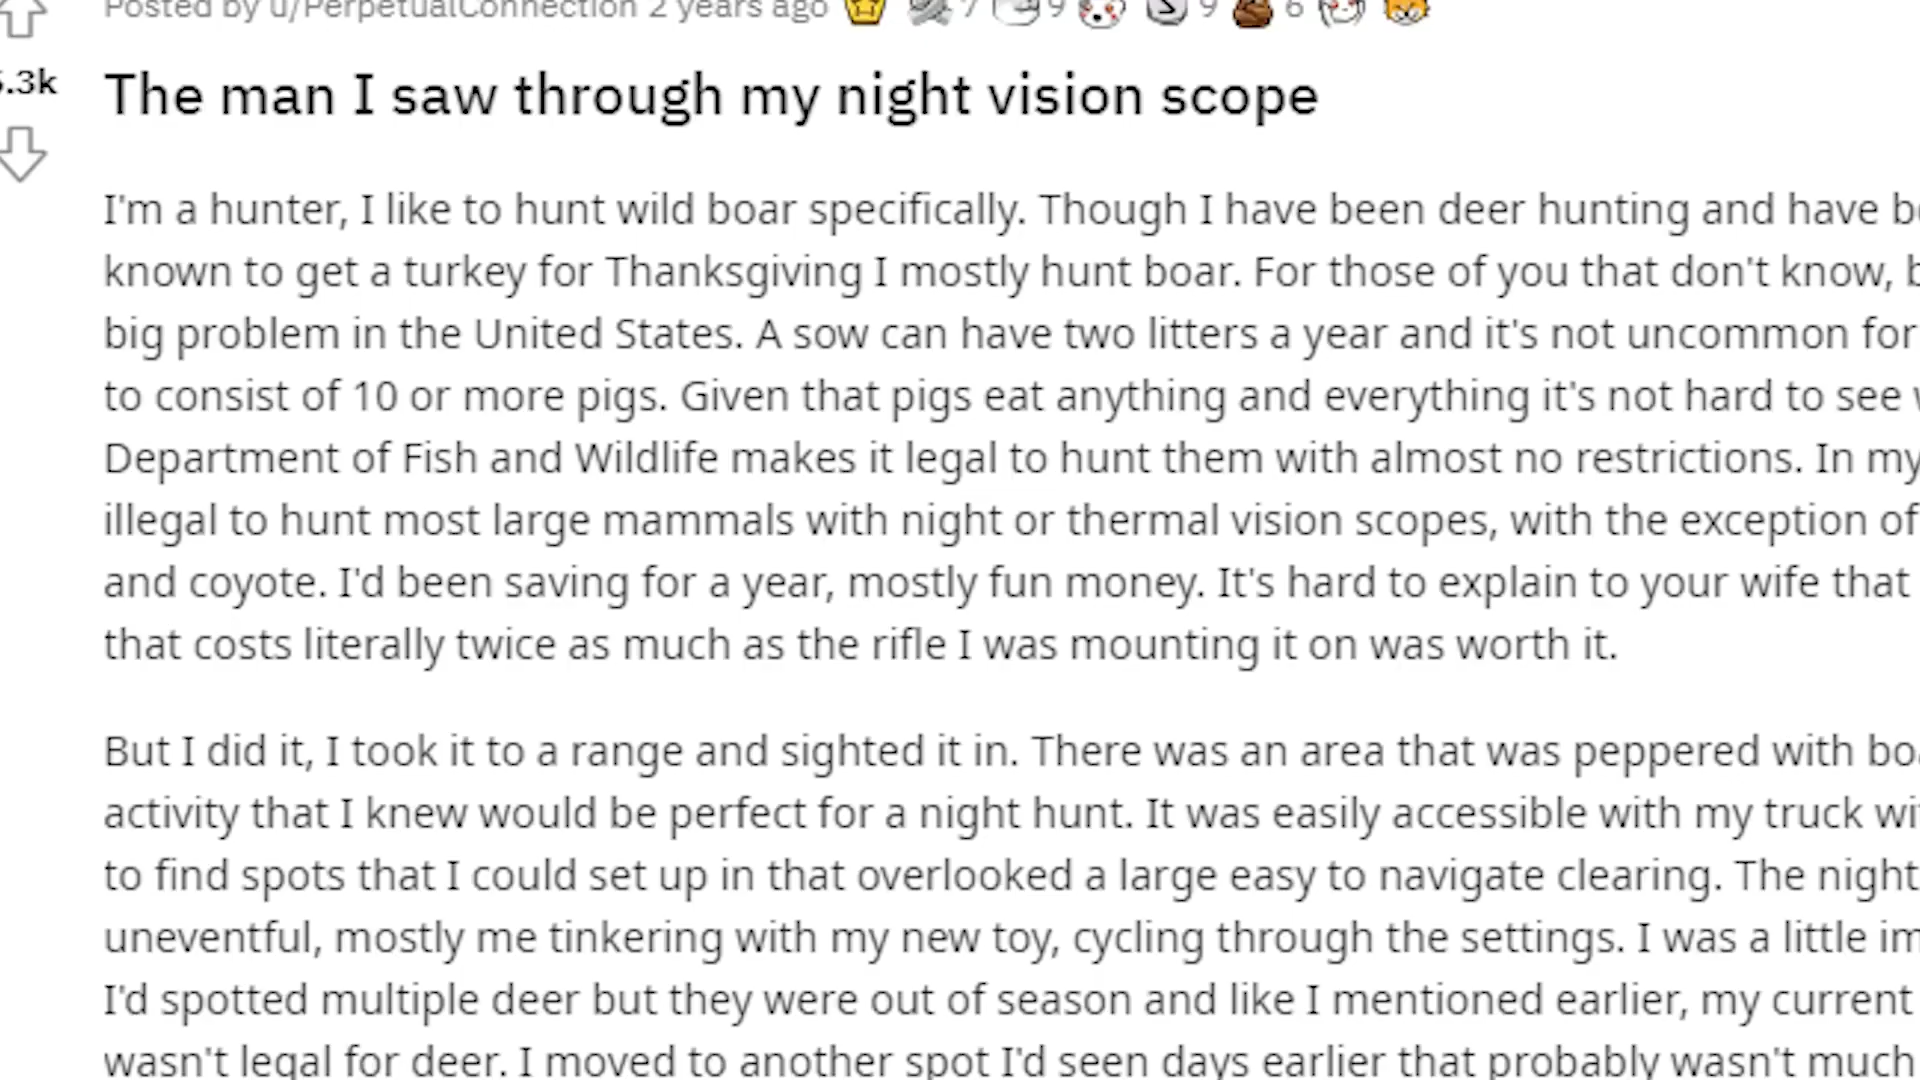 Posted by u/PerpetualConnection 2 years ago 7 9 9 6
.3k
The man I saw through my night vision scope
I'm a hunter, I like to hunt wild boar specifically. Though I have been deer hunting and have
known to get a turkey for Thanksgiving I mostly hunt boar. For those of you that don't know,
big problem in the United States. A sow can have two litters a year and it's not uncommon for
to consist of 10 or more pigs. Given that pigs eat anything and everything it's not hard to see
Department of Fish and Wildlife makes it legal to hunt them with almost no restrictions. In my
illegal to hunt most large mammals with night or thermal vision scopes, with the exception of
and coyote. I'd been saving for a year, mostly fun money. It's hard to explain to your wife that
that costs literally twice as much as the rifle I was mounting it on was worth it.
But I did it, I took it to a range and sighted it in. There was an area that was peppered with
activity that I knew would be perfect for a night hunt. It was easily accessible with my truck
to find spots that I could set up in that overlooked a large easy to navigate clearing. The night
uneventful, mostly me tinkering with my new toy, cycling through the settings. I was a little
I'd spotted multiple deer but they were out of season and like I mentioned earlier, my current
wasn't legal for deer. I moved to another spot I'd seen days earlier that probably wasn't much